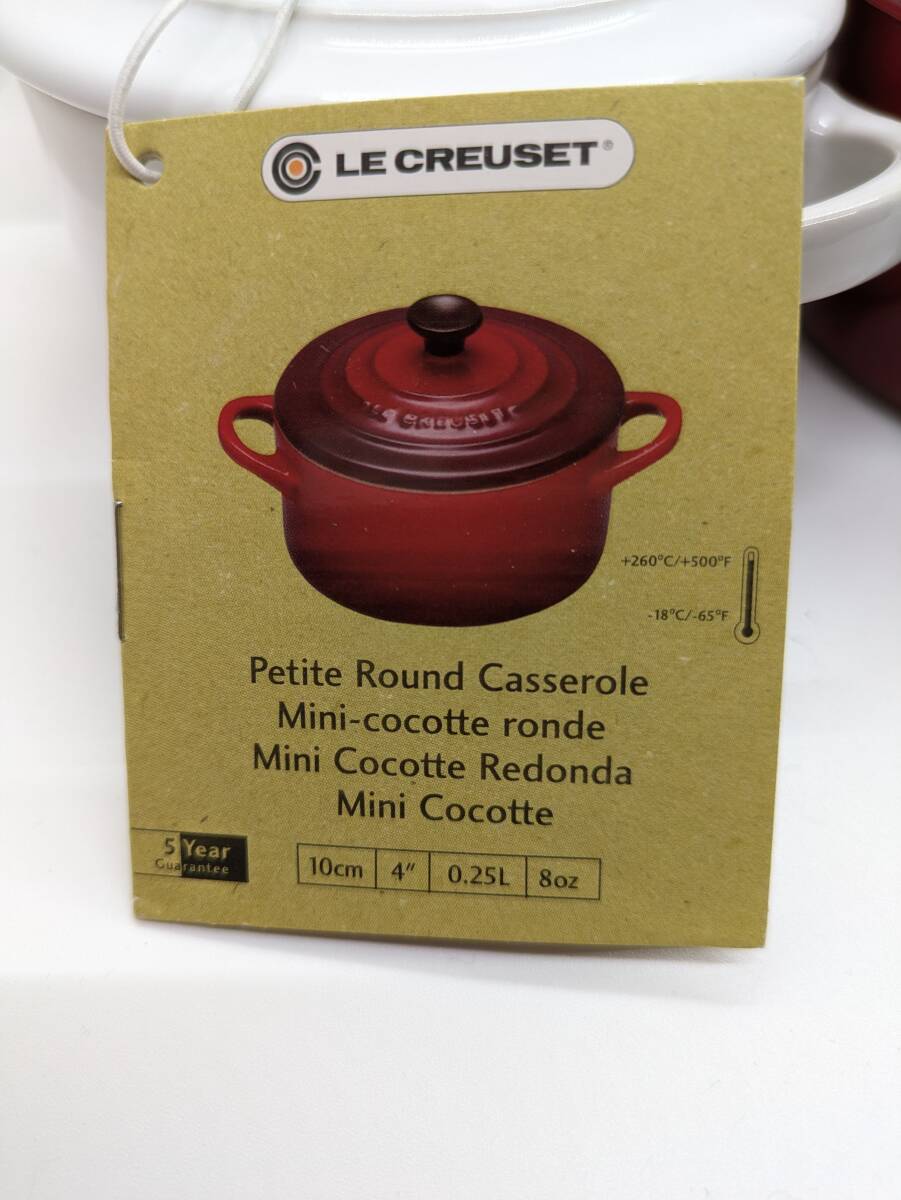 LE CREUSET®
LE CREUSET
+260°C/+500°F
-18°C/-65°F
Petite Round Casserole
Mini-cocotte ronde
Mini Cocotte Redonda
Mini Cocotte
5 Year
Guarantee
10cm 4" 0.25L 8oz